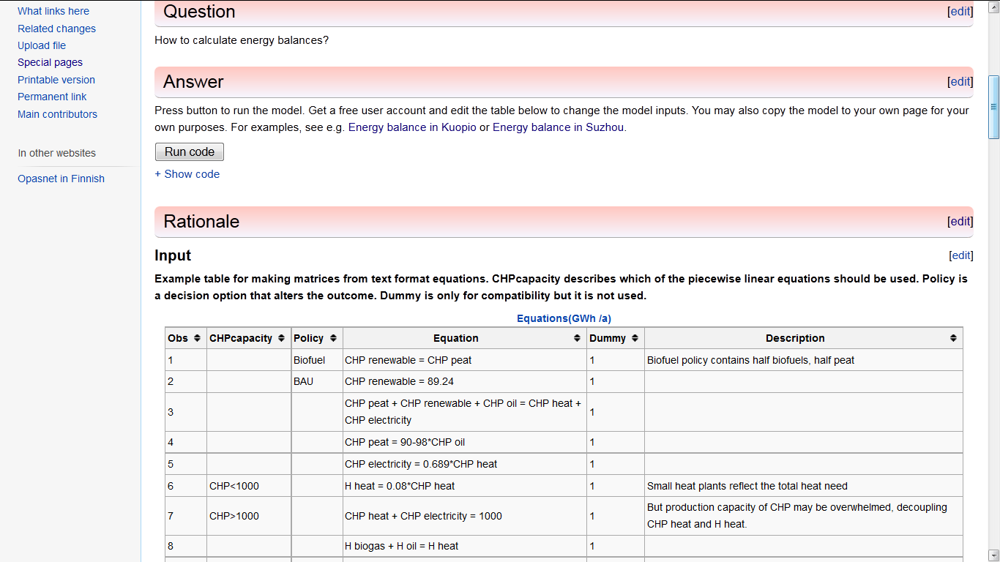 What links here
Related changes
Upload file
Special pages
Printable version
Permanent link
Main contributors
In other websites
Opasnet in Finnish
Question [edit]
How to calculate energy balances?
Answer [edit]
Press button to run the model. Get a free user account and edit the table below to change the model inputs. You may also copy the model to your own page for your
own purposes. For examples, see e.g. Energy balance in Kuopio or Energy balance in Suzhou.
Run code
+ Show code
Rationale [edit]
Input [edit]
Example table for making matrices from text format equations. CHPcapacity describes which of the piecewise linear equations should be used. Policy is
a decision option that alters the outcome. Dummy is only for compatibility but it is not used.
Equations(GWh /a)
Obs CHPcapacity Policy Equation Dummy Description
1 Biofuel CHP renewable = CHP peat 1 Biofuel policy contains half biofuels, half peat
2 BAU CHP renewable = 89.24 1
3 CHP peat + CHP renewable + CHP oil = CHP heat + 1
CHP electricity
4 CHP peat = 90-98*CHP oil 1
5 CHP electricity = 0.689*CHP heat 1
6 CHP<1000 H heat = 0.08*CHP heat 1 Small heat plants reflect the total heat need
7 CHP>1000 CHP heat + CHP electricity = 1000 1 But production capacity of CHP may be overwhelmed, decoupling
CHP heat and H heat.
8 H biogas + H oil = H heat 1